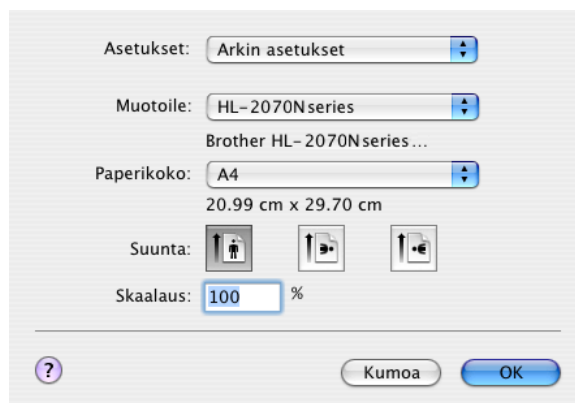 Asetukset: Arkin asetukset
Muotoile: HL-2070N series
Brother HL-2070N series...
Paperikoko: A4
20.99 cm x 29.70 cm
Suunta:
Skaalaus: 100 %
? Kumoa OK